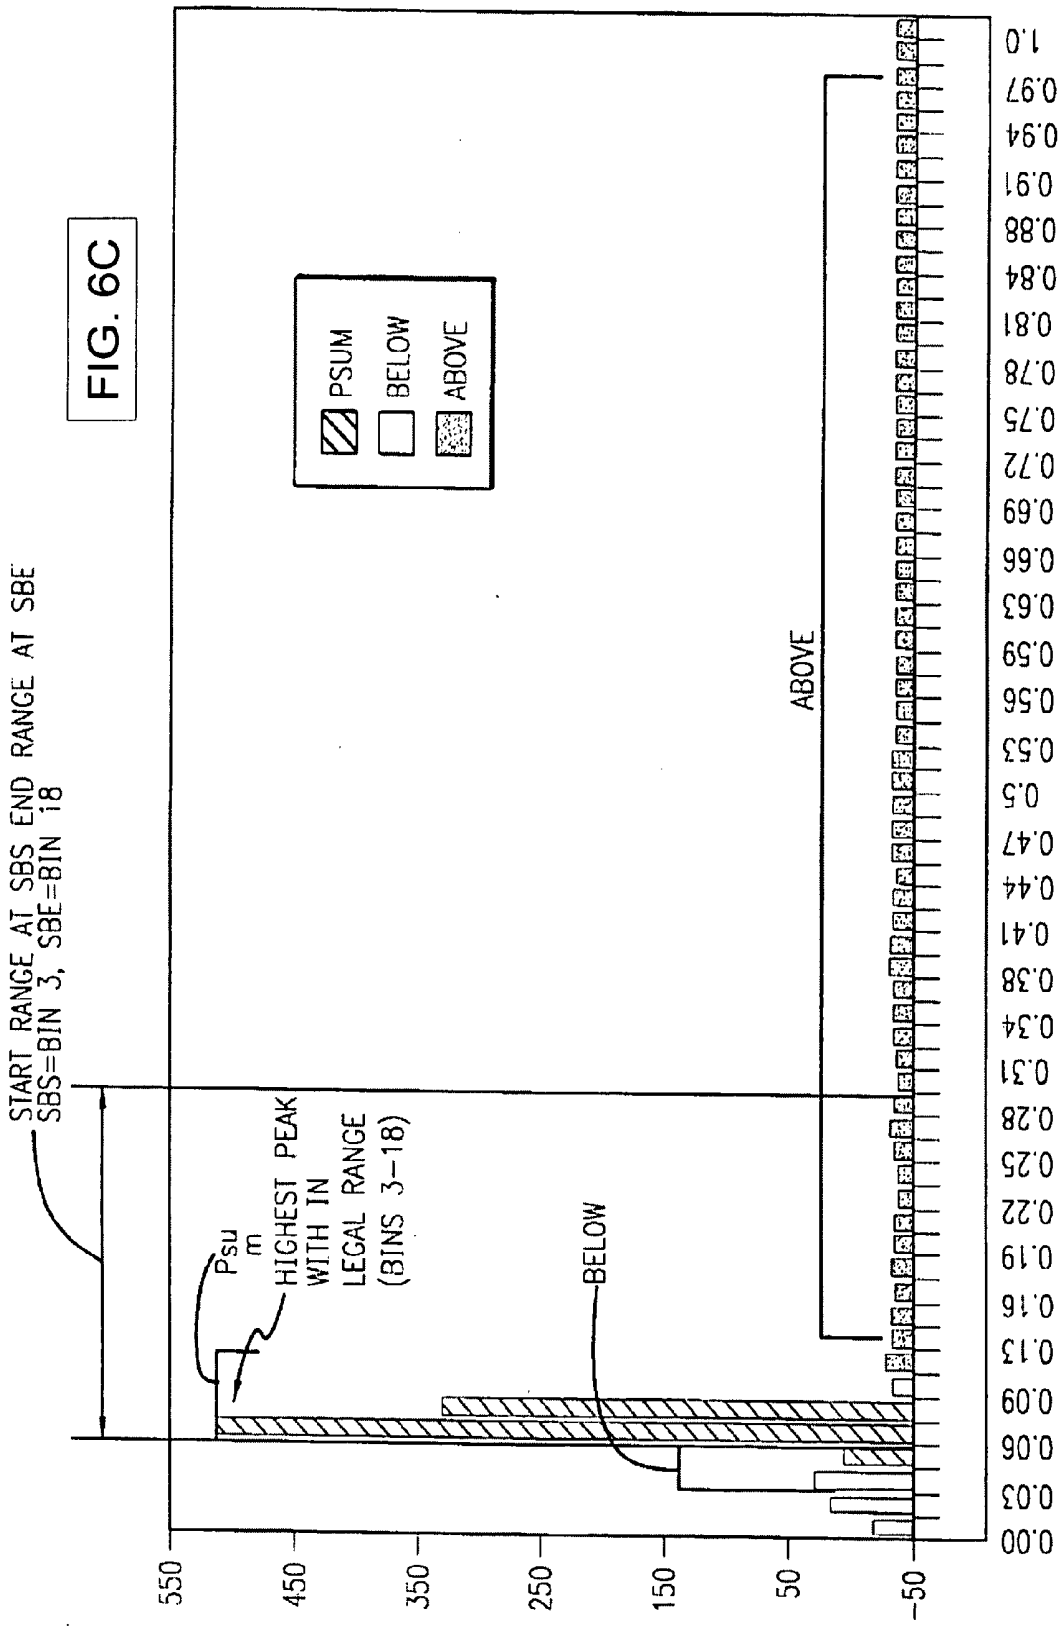 FIG. 6C
START RANGE AT SBS END RANGE AT SBE
SBS=BIN 3, SBE=BIN 18
Psu
m
HIGHEST PEAK
WITH IN
LEGAL RANGE
(BINS 3-18)
BELOW
ABOVE
PSUM
BELOW
ABOVE
550
450
350
250
150
50
-50
0.00
0.03
0.06
0.09
0.13
0.16
0.19
0.22
0.25
0.28
0.31
0.34
0.38
0.41
0.44
0.47
0.5
0.53
0.56
0.59
0.63
0.66
0.69
0.72
0.75
0.78
0.81
0.84
0.88
0.91
0.94
0.97
1.0